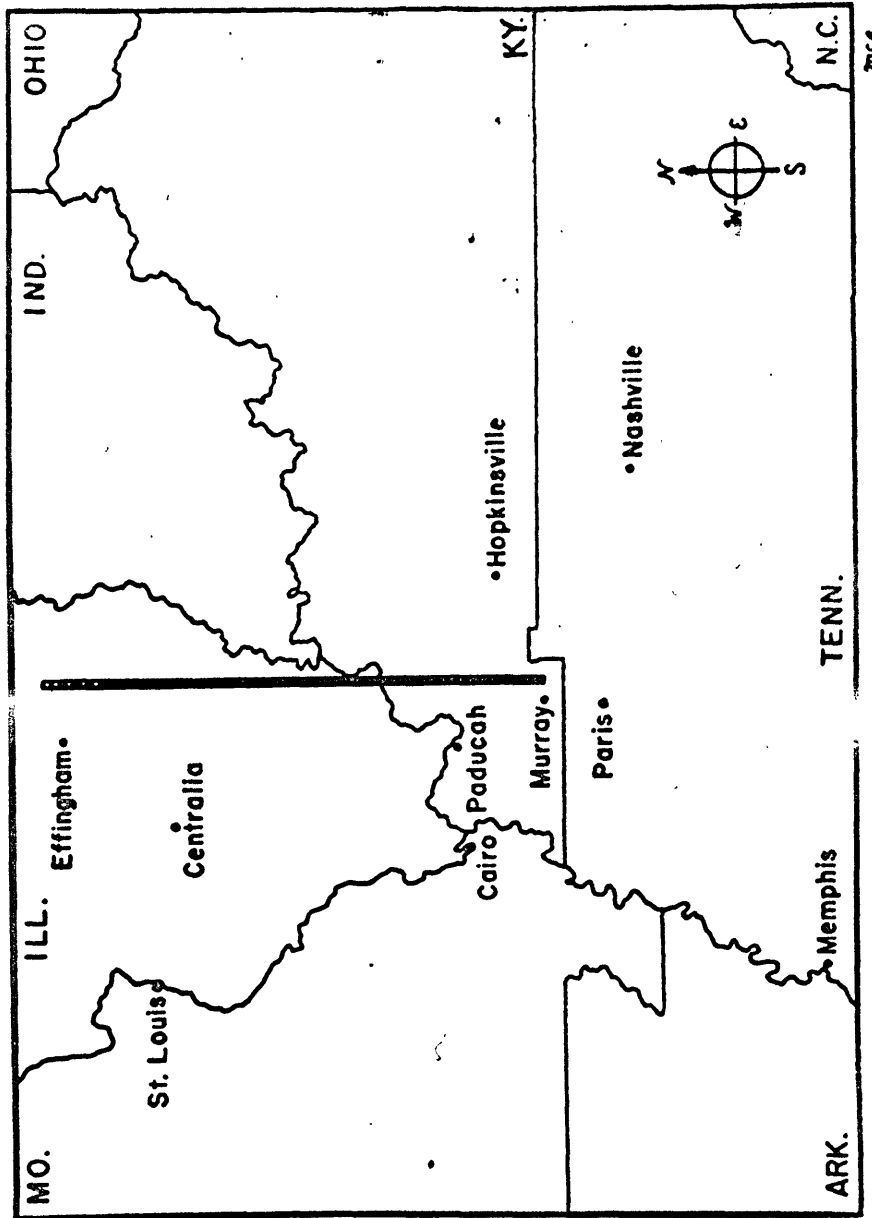 MO.
ILL.
IND.
OHIO
Effingham
Centralia
St. Louis
Paducah
Cairo
Hopkinsville
KY.
Murray
Paris
Nashville
N
W
E
S
Memphis
ARK.
TENN.
N.C.